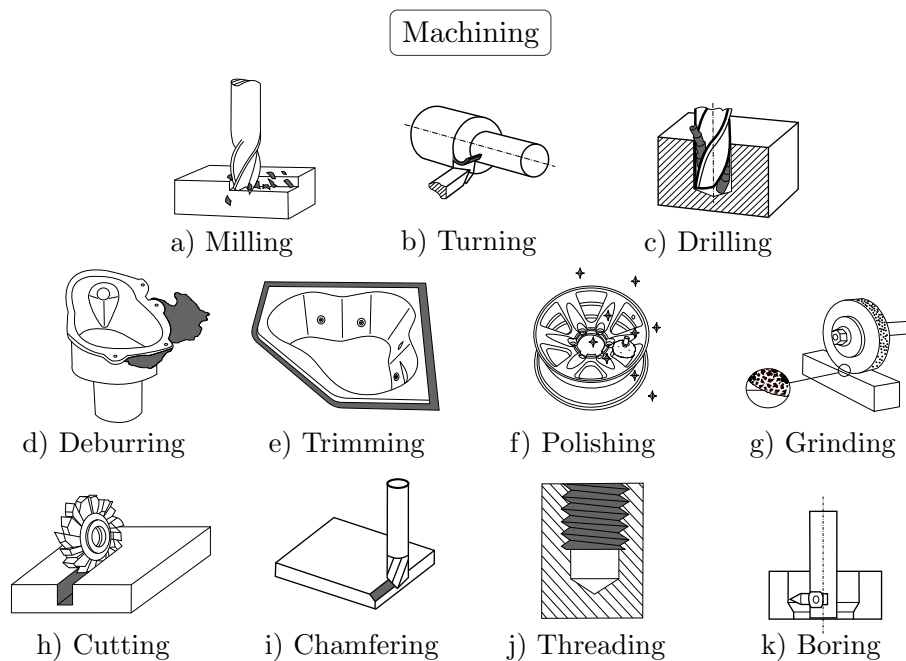 Machining
a) Milling
b) Turning
c) Drilling
d) Deburring
e) Trimming
f) Polishing
g) Grinding
h) Cutting
i) Chamfering
j) Threading
k) Boring